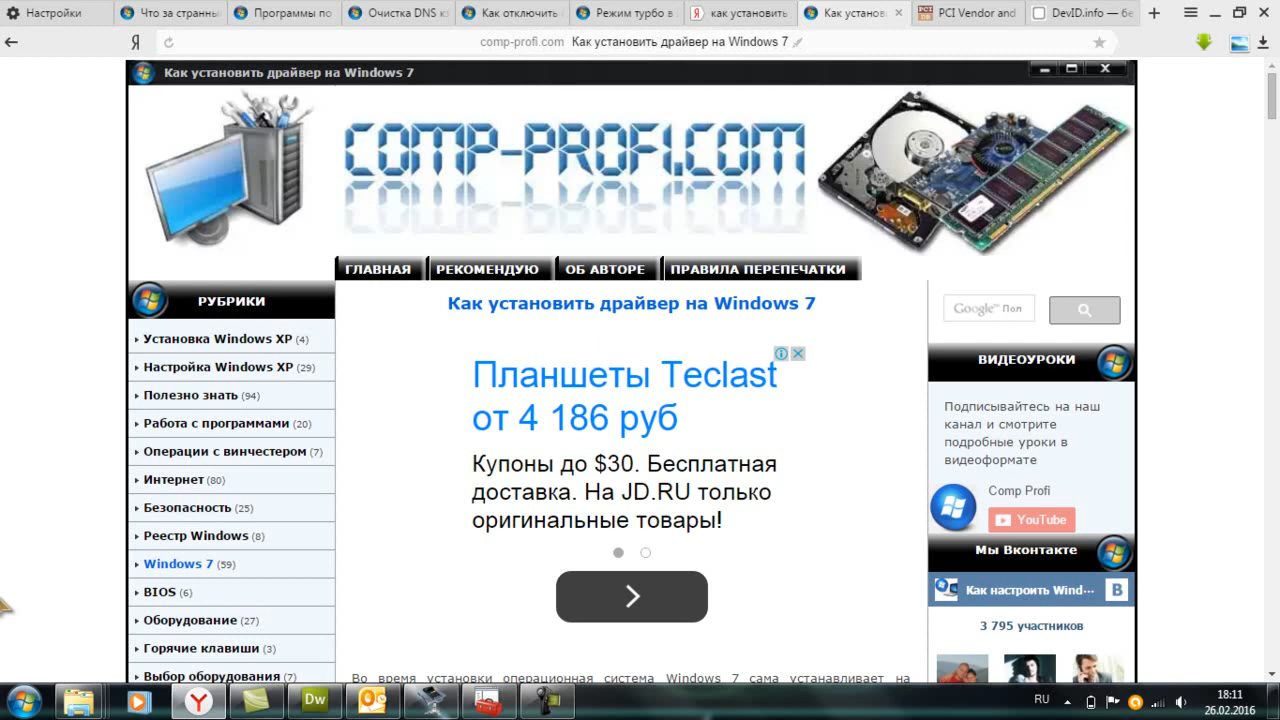 Настройки
Что за странны
Программы по
Очистка DNS к
Как отключить
Режим турбо в
как установить
Как установ
PCI Vendor and
DevID.info — бе
comp-profi.com Как установить драйвер на Windows 7
Как установить драйвер на Windows 7
COMP-PROFI.COM
ГЛАВНАЯ
РЕКОМЕНДУЮ
ОБ АВТОРЕ
ПРАВИЛА ПЕРЕПЕЧАТКИ
РУБРИКИ
Установка Windows XP (4)
Настройка Windows XP (29)
Полезно знать (94)
Работа с программами (20)
Операции с винчестером (7)
Интернет (80)
Безопасность (25)
Реестр Windows (8)
Windows 7 (59)
BIOS (6)
Оборудование (27)
Горячие клавиши (3)
Выбор оборудования (7)
Как установить драйвер на Windows 7
Планшеты Teclast
от 4 186 руб
Купоны до $30. Бесплатная
доставка. На JD.RU только
оригинальные товары!
Во время установки операционная система Windows 7 сама устанавливает на
Google™ Пол
ВИДЕОУРОКИ
Подписывайтесь на наш
канал и смотрите
подробные уроки в
видеоформате
Comp Profi
YouTube
Мы Вконтакте
Как настроить Wind...
В
3 795 участников
Dw
RU
18:11
26.02.2016